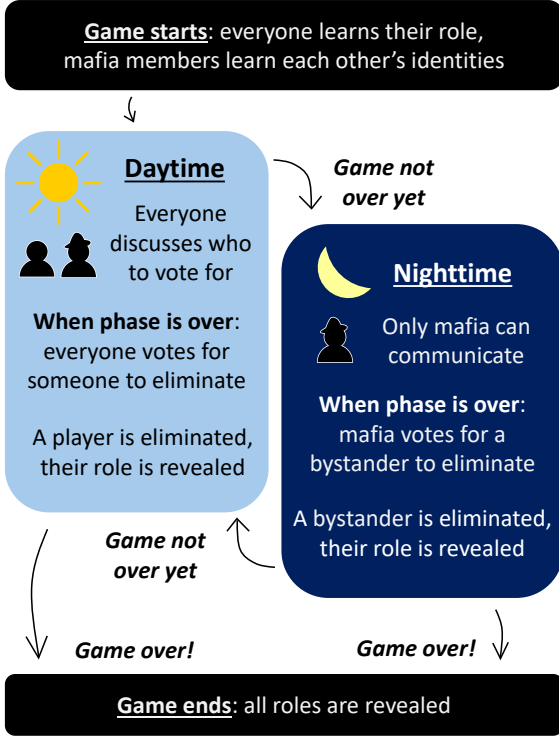 Game starts: everyone learns their role,
mafia members learn each other’s identities
Daytime
Everyone
discusses who
to vote for
When phase is over:
everyone votes for
someone to eliminate
A player is eliminated,
their role is revealed
Game not
over yet
Nighttime
Only mafia can
communicate
When phase is over:
mafia votes for a
bystander to eliminate
A bystander is eliminated,
their role is revealed
Game not
over yet
Game over!
Game over!
Game ends: all roles are revealed